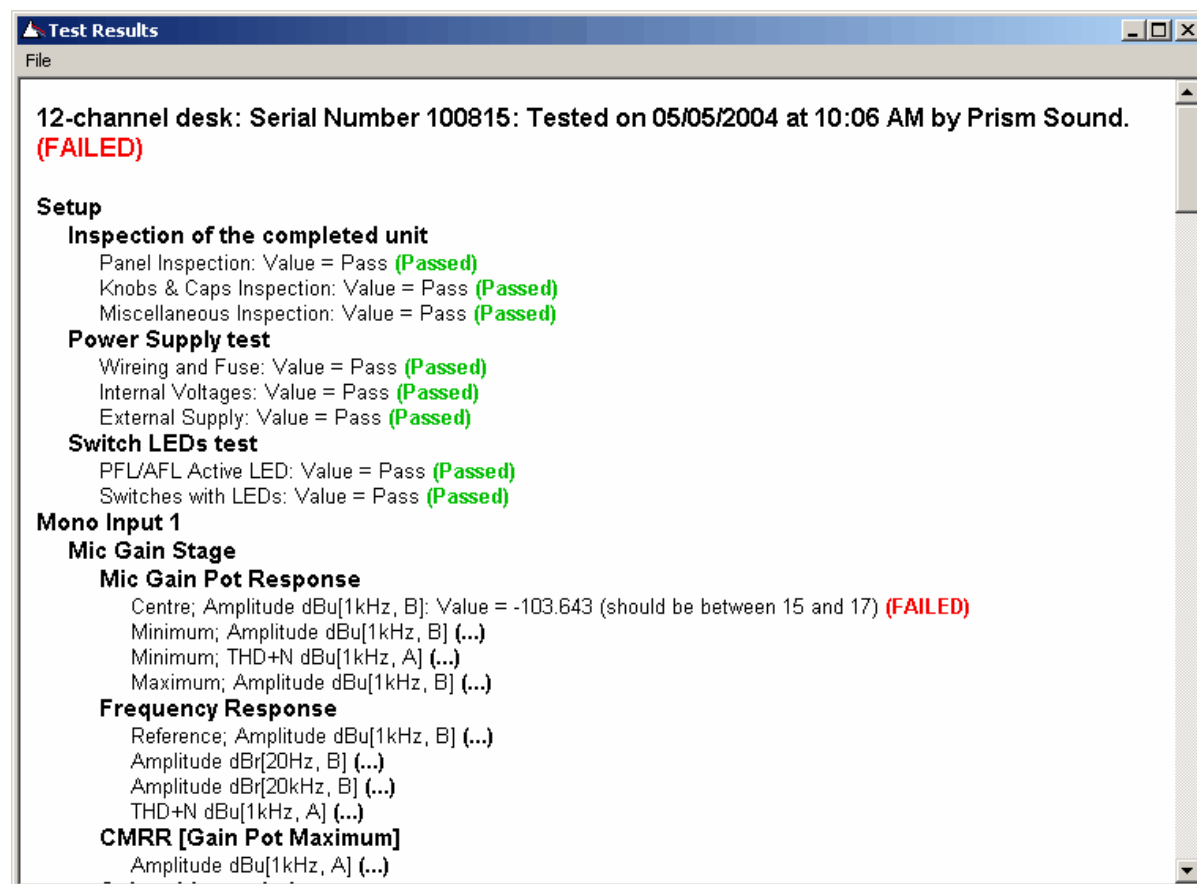 Test Results
File
12-channel desk: Serial Number 100815: Tested on 05/05/2004 at 10:06 AM by Prism Sound.
(FAILED)
Setup
Inspection of the completed unit
Panel Inspection: Value = Pass (Passed)
Knobs & Caps Inspection: Value = Pass (Passed)
Miscellaneous Inspection: Value = Pass (Passed)
Power Supply test
Wireing and Fuse: Value = Pass (Passed)
Internal Voltages: Value = Pass (Passed)
External Supply: Value = Pass (Passed)
Switch LEDs test
PFL/AFL Active LED: Value = Pass (Passed)
Switches with LEDs: Value = Pass (Passed)
Mono Input 1
Mic Gain Stage
Mic Gain Pot Response
Centre; Amplitude dBu[1kHz, B]: Value = -103.643 (should be between 15 and 17) (FAILED)
Minimum; Amplitude dBu[1kHz, B] (...)
Minimum; THD+N dBu[1kHz, A] (...)
Maximum; Amplitude dBu[1kHz, B] (...)
Frequency Response
Reference; Amplitude dBu[1kHz, B] (...)
Amplitude dBr[20Hz, B] (...)
Amplitude dBr[20kHz, B] (...)
THD+N dBu[1kHz, A] (...)
CMRR [Gain Pot Maximum]
Amplitude dBu[1kHz, A] (...)